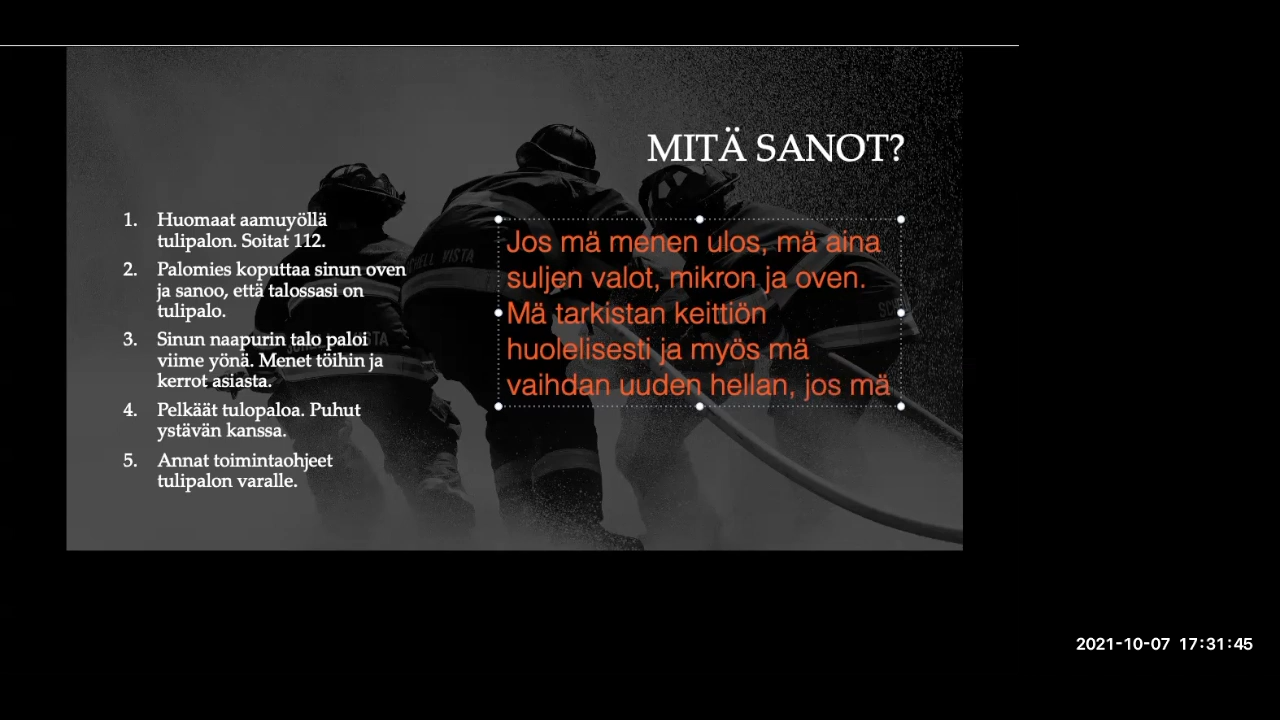 MITÄ SANOT?
1. Huomaat aamuyöllä
tulipalon. Soitat 112.
2. Palomies koputtaa sinun oven
ja sanoo, että talossasi on
tulipalo.
3. Sinun naapurin talo paloi
viime yönä. Menet töihin ja
kerrot asiasta.
4. Pelkäät tulopaloa. Puhut
ystävän kanssa.
5. Annat toimintaohjeet
tulipalon varalle.
Jos mä menen ulos, mä aina
suljen valot, mikron ja oven.
Mä tarkistan keittiön
huolelisesti ja myös mä
vaihdan uuden hellan, jos mä
VISTA
2021-10-07 17:31:45